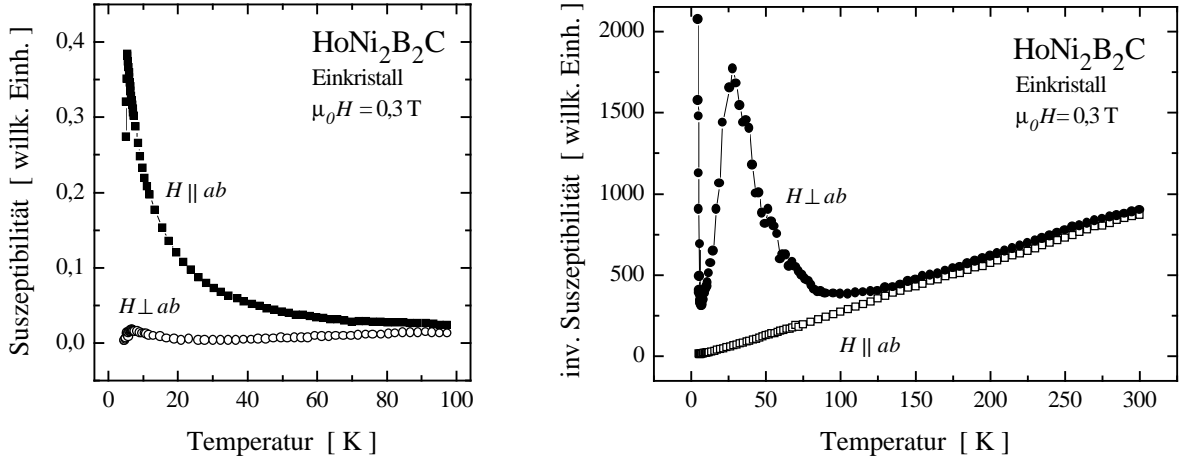 HoNi2B2C
Einkristall
μ0H = 0,3 T
H || ab
H ⊥ ab
0,4
0,3
0,2
0,1
0,0
0 20 40 60 80 100
Suszeptibilität [ willk. Einh. ]
Temperatur [ K ]
HoNi2B2C
Einkristall
μ0H = 0,3 T
H ⊥ ab
H || ab
2000
1500
1000
500
0
0 25 50 75 100 150 200 250 300
inv. Suszeptibilität [ willk. Einh. ]
Temperatur [ K ]